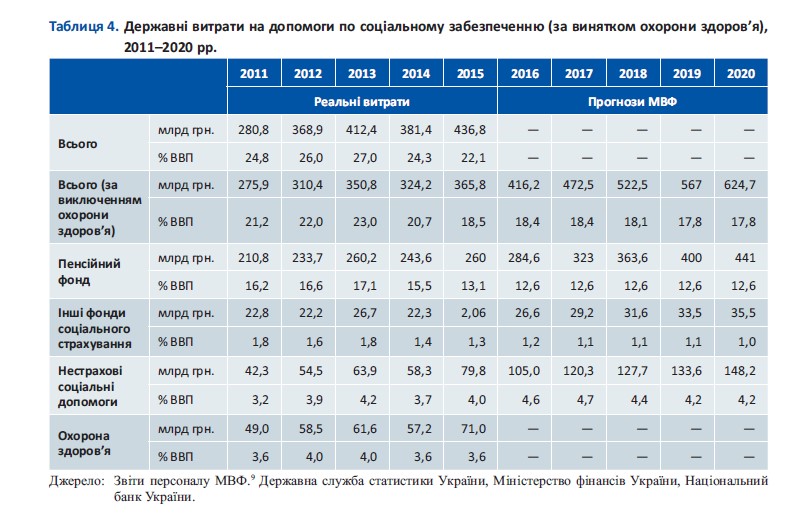 Таблиця 4. Державні витрати на допомоги по соціальному забезпеченню (за винятком охорони здоров’я),
2011–2020 рр.
2011 2012 2013 2014 2015 2016 2017 2018 2019 2020
Реальні витрати Прогнози МВФ
Всього
млрд грн. 280,8 368,9 412,4 381,4 436,8 — — — — —
% ВВП 24,8 26,0 27,0 24,3 22,1 — — — — —
Всього (за
виключенням
охорони
здоров’я)
млрд грн. 275,9 310,4 350,8 324,2 365,8 416,2 472,5 522,5 567 624,7
% ВВП 21,2 22,0 23,0 20,7 18,5 18,4 18,4 18,1 17,8 17,8
Пенсійний
фонд
млрд грн. 210,8 233,7 260,2 243,6 260 284,6 323 363,6 400 441
% ВВП 16,2 16,6 17,1 15,5 13,1 12,6 12,6 12,6 12,6 12,6
Інші фонди
соціального
страхування
млрд грн. 22,8 22,2 26,7 22,3 2,06 26,6 29,2 31,6 33,5 35,5
% ВВП 1,8 1,6 1,8 1,4 1,3 1,2 1,1 1,1 1,1 1,0
Нестрахові
соціальні
допомоги
млрд грн. 42,3 54,5 63,9 58,3 79,8 105,0 120,3 127,7 133,6 148,2
% ВВП 3,2 3,9 4,2 3,7 4,0 4,6 4,7 4,4 4,2 4,2
Охорона
здоров’я
млрд грн. 49,0 58,5 61,6 57,2 71,0 — — — — —
% ВВП 3,6 4,0 4,0 3,6 3,6 — — — — —
Джерело: Звіти персоналу МВФ.⁹ Державна служба статистики України, Міністерство фінансів України, Національний
банк України.